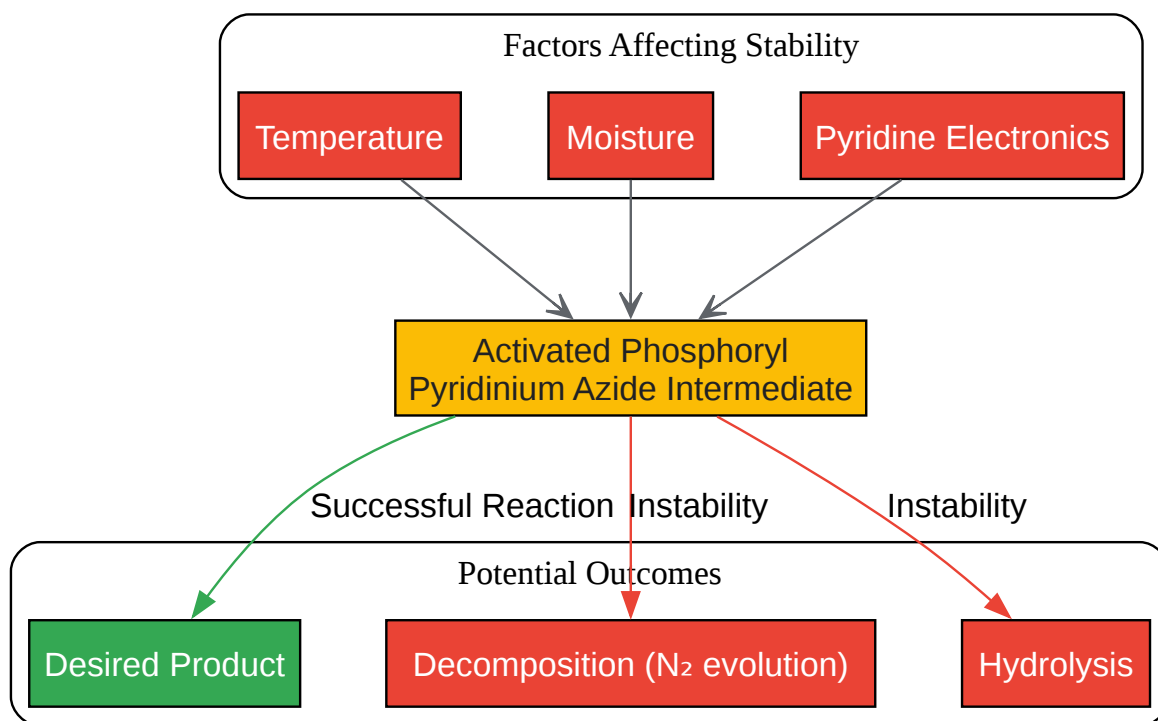 Factors Affecting Stability
Temperature
Moisture
Pyridine Electronics
Activated Phosphoryl
Pyridinium Azide Intermediate
Successful Reaction
Instability
Instability
Potential Outcomes
Desired Product
Decomposition (N₂ evolution)
Hydrolysis